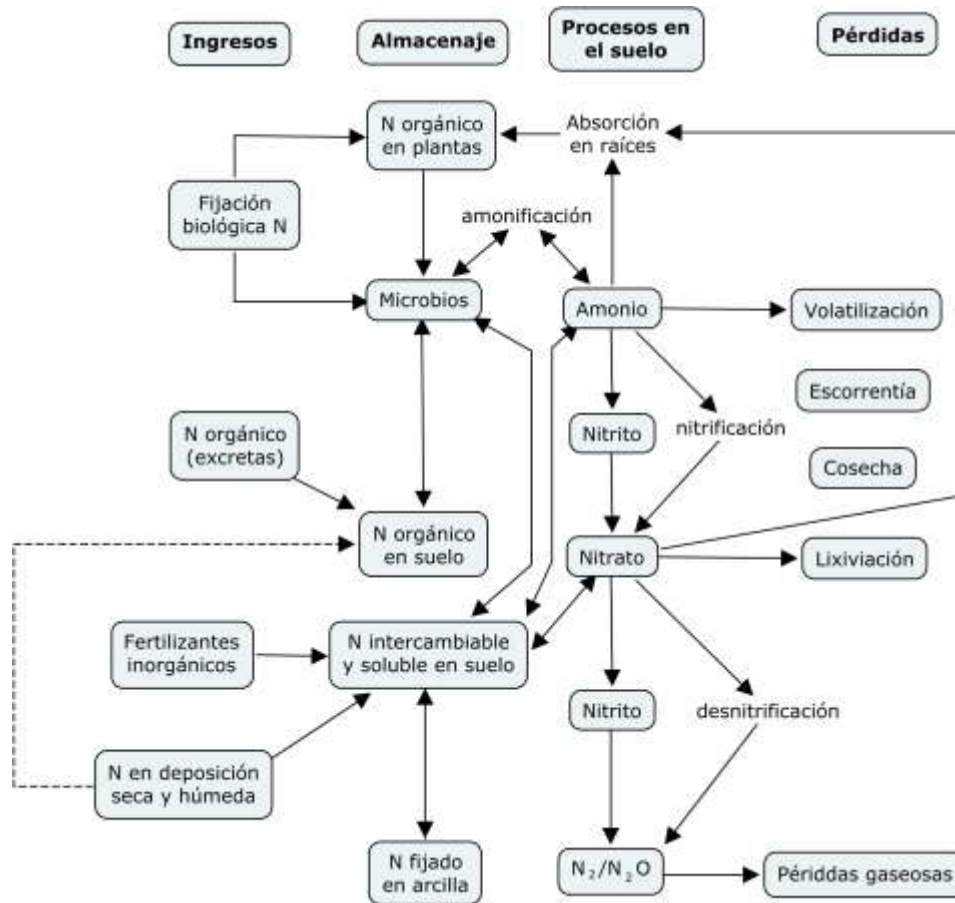 Ingresos
Almacenaje
Procesos en
el suelo
Pérdidas
N orgánico
en plantas
Absorción
en raíces
Fijación
biológica N
amonificación
Microbios
Amonio
Volatilización
Escorrentía
N orgánico
(excretas)
Nitrito
nitrificación
Cosecha
N orgánico
en suelo
Nitrato
Lixiviación
Fertilizantes
inorgánicos
N intercambiable
y soluble en suelo
Nitrito
desnitrificación
N en deposición
seca y húmeda
N fijado
en arcilla
N₂/N₂O
Périddas gaseosas